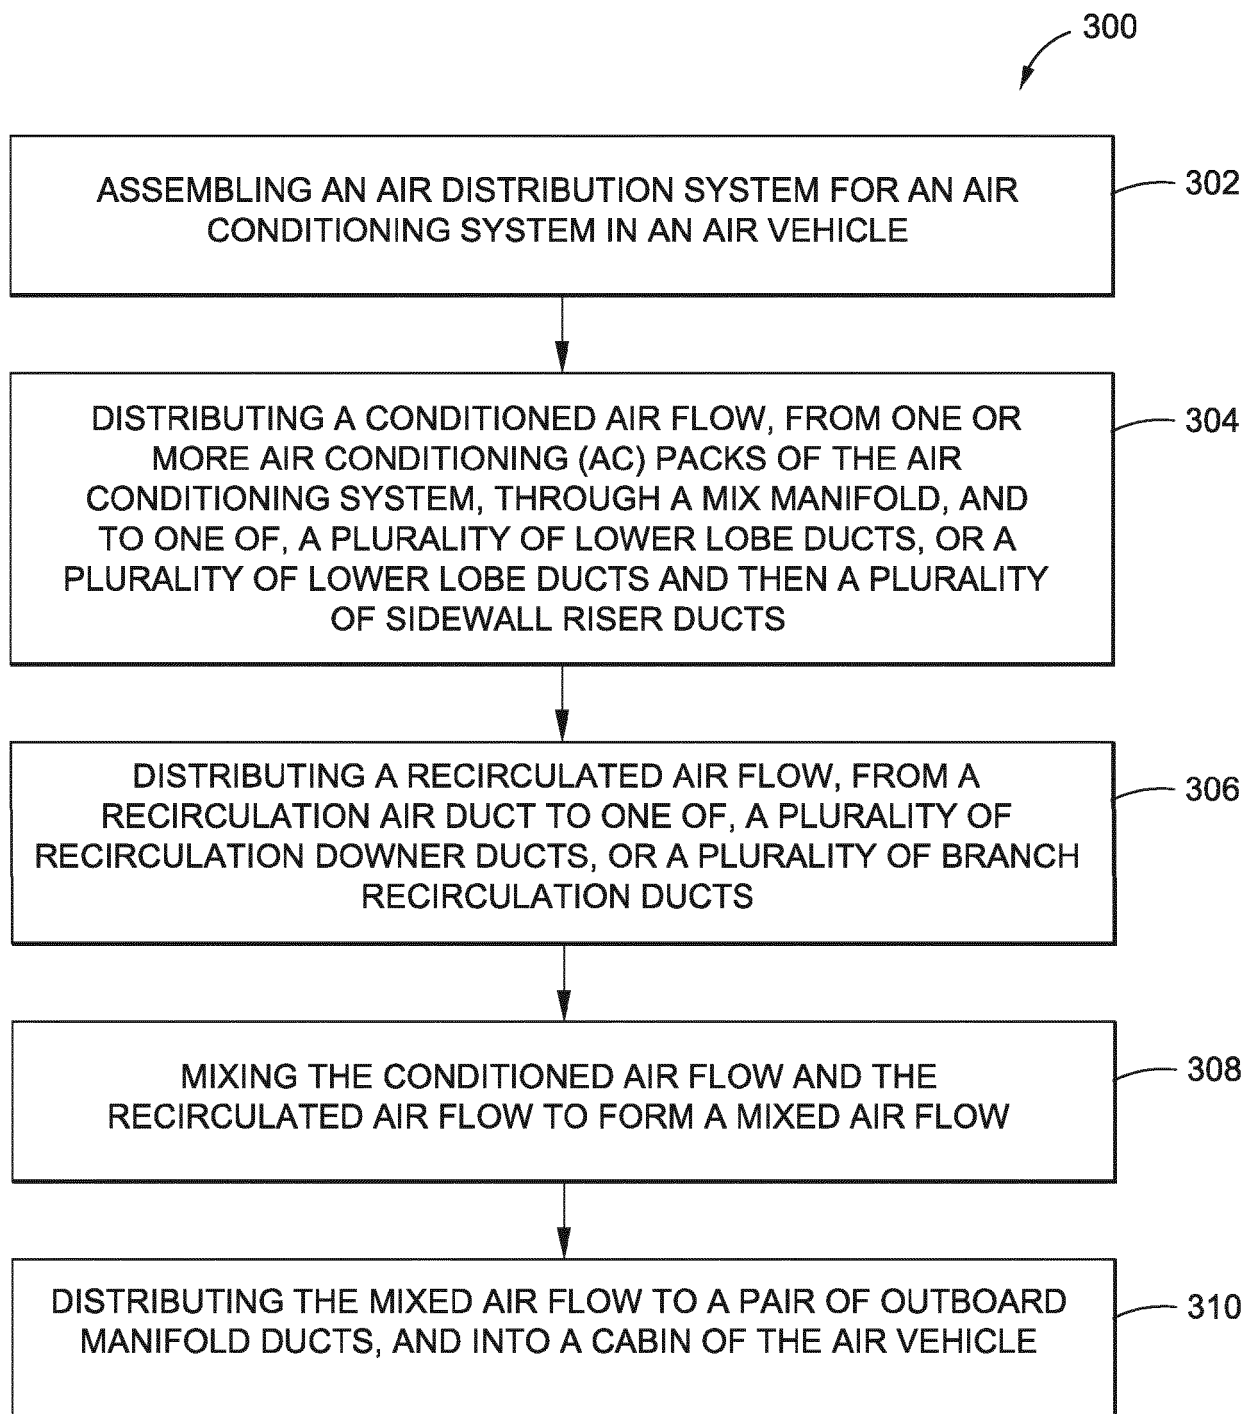 300
ASSEMBLING AN AIR DISTRIBUTION SYSTEM FOR AN AIR
CONDITIONING SYSTEM IN AN AIR VEHICLE
302
DISTRIBUTING A CONDITIONED AIR FLOW, FROM ONE OR
MORE AIR CONDITIONING (AC) PACKS OF THE AIR
CONDITIONING SYSTEM, THROUGH A MIX MANIFOLD, AND
TO ONE OF, A PLURALITY OF LOWER LOBE DUCTS, OR A
PLURALITY OF LOWER LOBE DUCTS AND THEN A PLURALITY
OF SIDEWALL RISER DUCTS
304
DISTRIBUTING A RECIRCULATED AIR FLOW, FROM A
RECIRCULATION AIR DUCT TO ONE OF, A PLURALITY OF
RECIRCULATION DOWNER DUCTS, OR A PLURALITY OF BRANCH
RECIRCULATION DUCTS
306
MIXING THE CONDITIONED AIR FLOW AND THE
RECIRCULATED AIR FLOW TO FORM A MIXED AIR FLOW
308
DISTRIBUTING THE MIXED AIR FLOW TO A PAIR OF OUTBOARD
MANIFOLD DUCTS, AND INTO A CABIN OF THE AIR VEHICLE
310